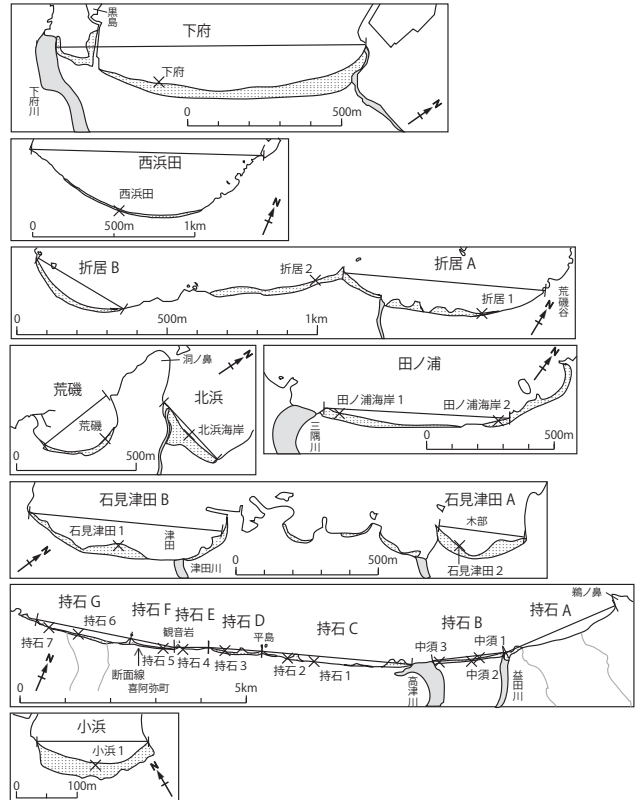 黒島
下府
下府
下府川
0 500m
N
西浜田
西浜田
0 500m 1km
N
折居 B
折居 2
折居 A
折居 1
荒磯谷
0 500m 1km
N
洞ノ鼻
荒磯
荒磯
北浜
北浜海岸
0 500m
N
田ノ浦
田ノ浦海岸 1
田ノ浦海岸 2
三隅川
0 500m
N
石見津田 B
石見津田 1
津田
津田川
石見津田 A
木部
石見津田 2
0 500m
N
持石 G
持石 F
持石 E
持石 D
持石 C
持石 B
持石 A
鵜ノ鼻
持石 7
持石 6
観音岩
平島
持石 5
持石 4
持石 3
持石 2
持石 1
中須 3
中須 1
中須 2
断面線
喜阿弥町
高津川
益田川
0 5km
N
小浜
小浜 1
0 100m
N